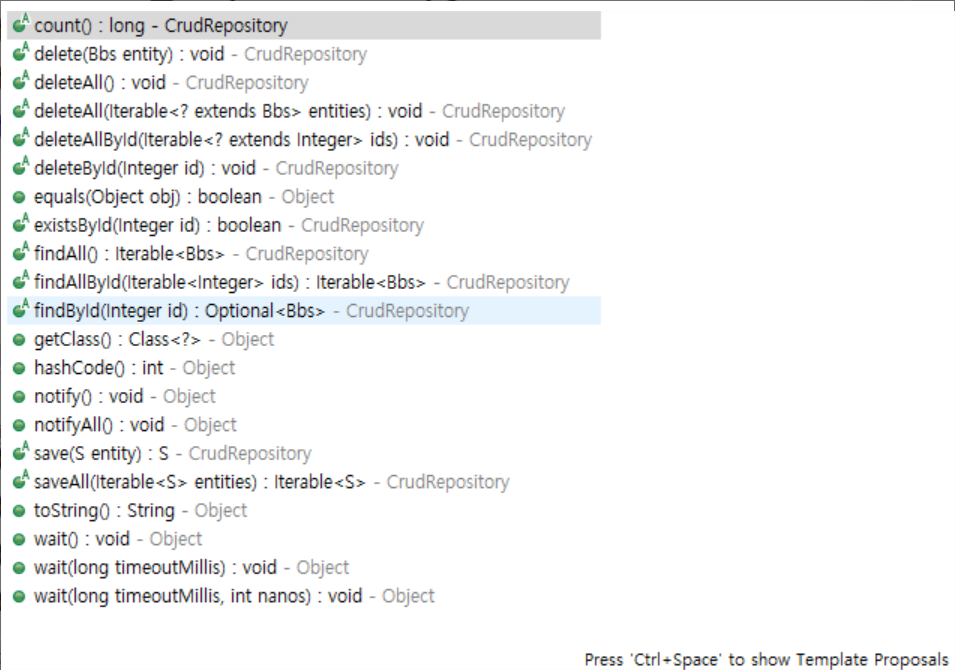 count() : long - CrudRepository
delete(Bbs entity) : void - CrudRepository
deleteAll() : void - CrudRepository
deleteAll(Iterable<? extends Bbs> entities) : void - CrudRepository
deleteAllById(Iterable<? extends Integer> ids) : void - CrudRepository
deleteById(Integer id) : void - CrudRepository
equals(Object obj) : boolean - Object
existsById(Integer id) : boolean - CrudRepository
findAll() : Iterable<Bbs> - CrudRepository
findAllById(Iterable<Integer> ids) : Iterable<Bbs> - CrudRepository
findById(Integer id) : Optional<Bbs> - CrudRepository
getClass() : Class<?> - Object
hashCode() : int - Object
notify() : void - Object
notifyAll() : void - Object
save(S entity) : S - CrudRepository
saveAll(Iterable<S> entities) : Iterable<S> - CrudRepository
toString() : String - Object
wait() : void - Object
wait(long timeoutMillis) : void - Object
wait(long timeoutMillis, int nanos) : void - Object
Press 'Ctrl+Space' to show Template Proposals